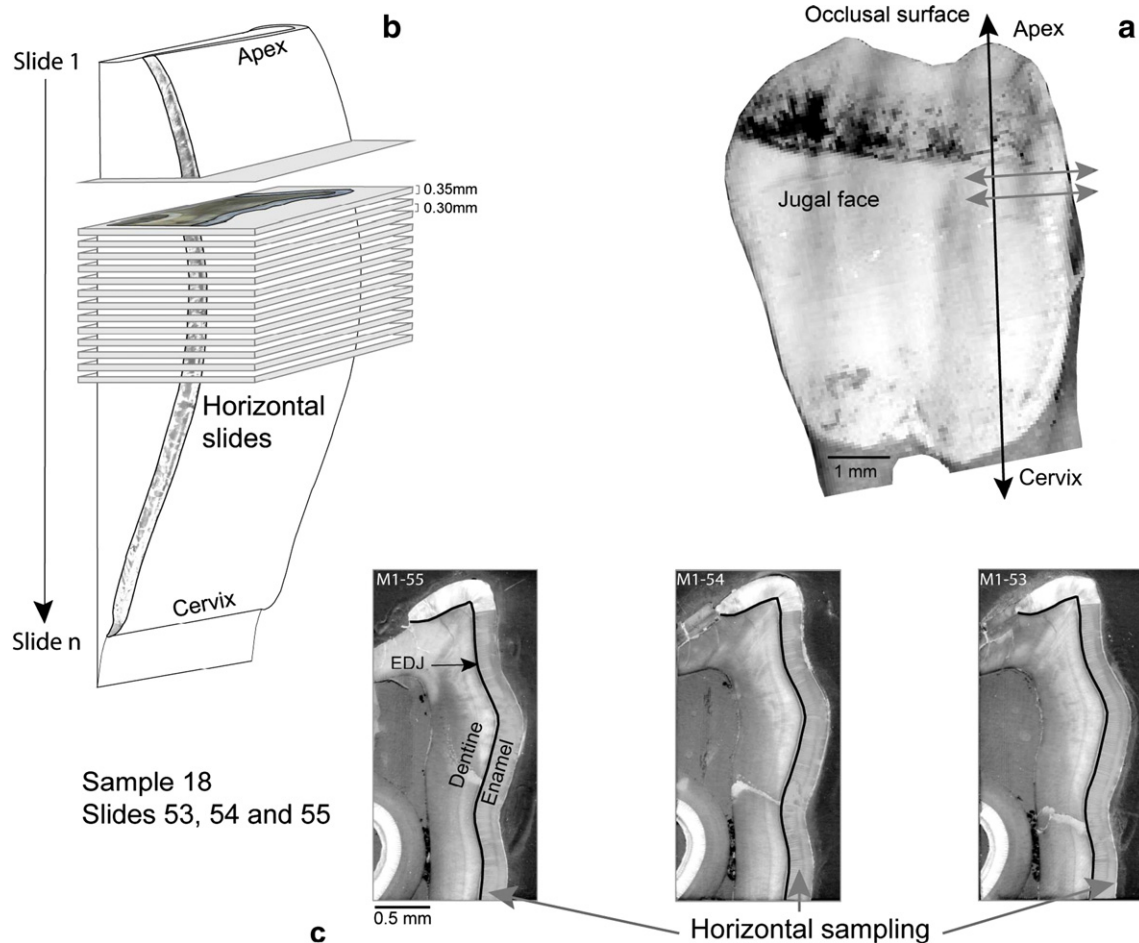 b
Slide 1
Apex
0.35mm
0.30mm
Horizontal
slides
Cervix
Slide n
a
Occlusal surface
Apex
Jugal face
1 mm
Cervix
Sample 18
Slides 53, 54 and 55
M1-55
EDJ
Dentine
Enamel
0.5 mm
M1-54
M1-53
Horizontal sampling
c